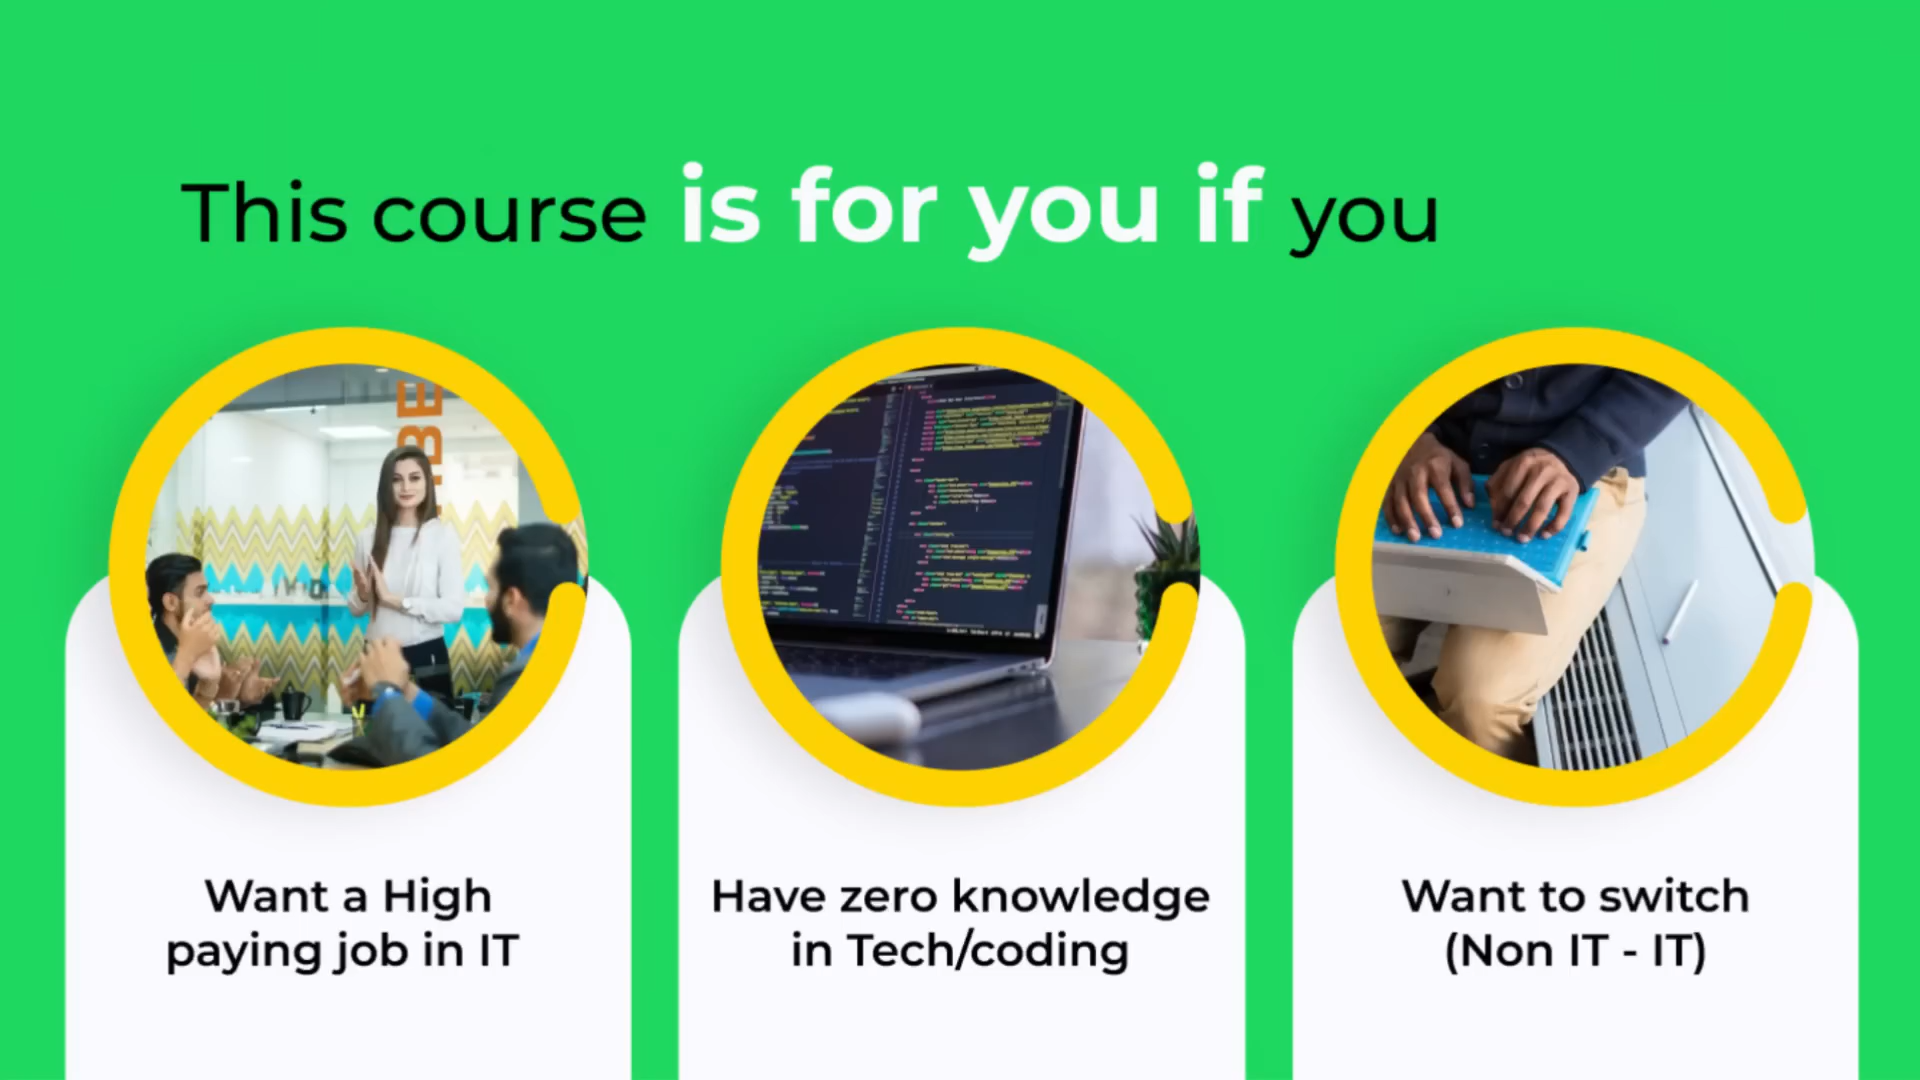 This course is for you if you
Want a High
paying job in IT
Have zero knowledge
in Tech/coding
Want to switch
(Non IT - IT)